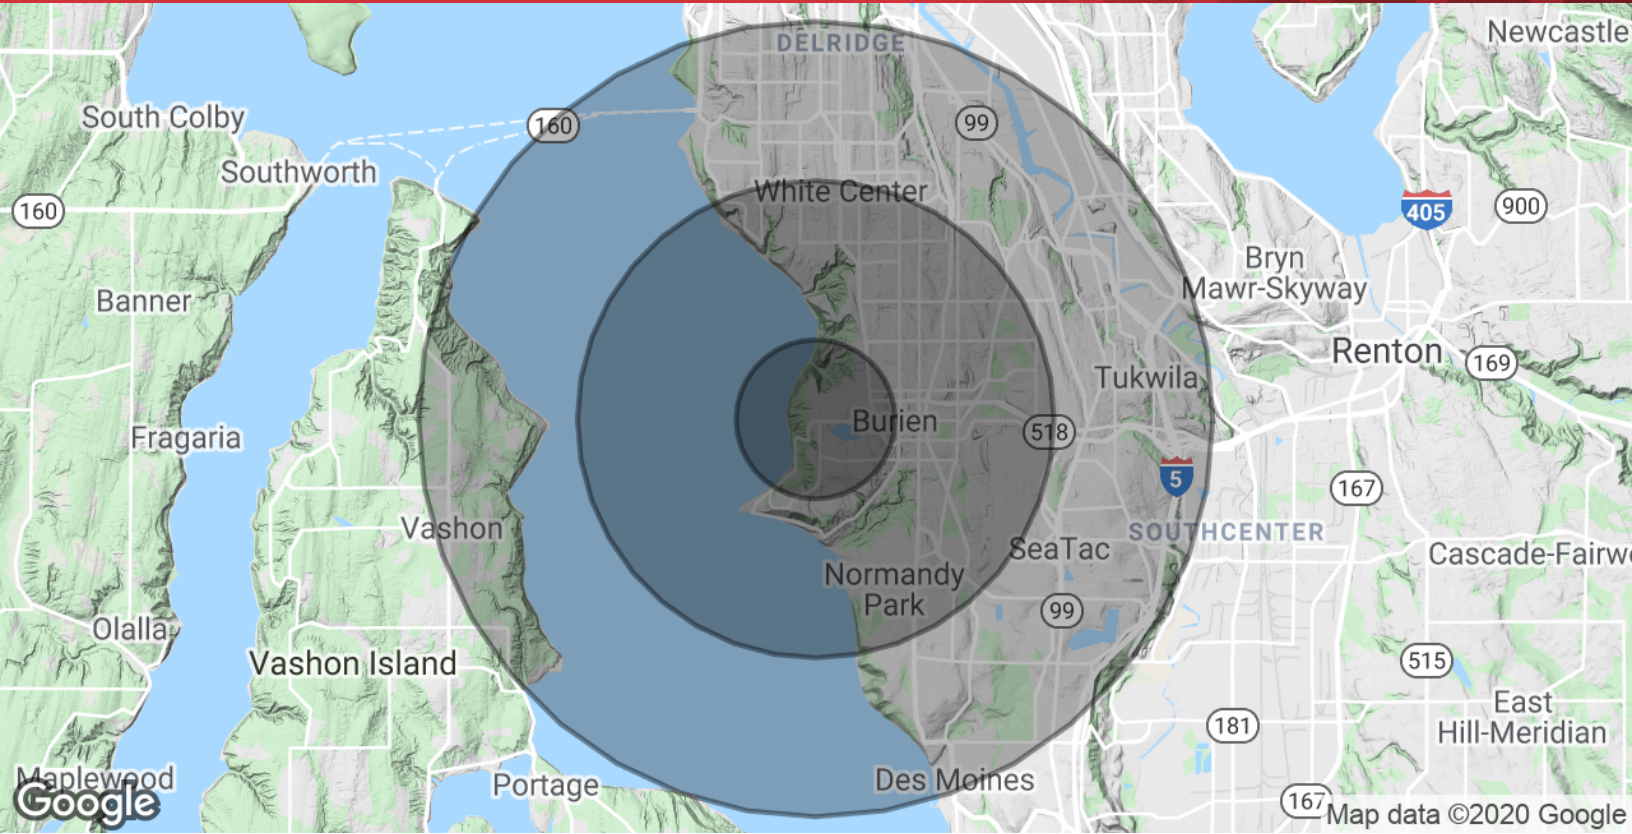 Newcastle
DELRIDGE
South Colby
160
99
Southworth
White Center
160
405
900
Bryn
Mawr-Skyway
Banner
Renton
169
Tukwila
Burien
518
Fragaria
5
167
Vashon
SOUTHCENTER
SeaTac
Cascade-Fairw
Normandy
Park
99
Olalla
Vashon Island
515
East
Hill-Meridian
181
Maplewood
Portage
Des Moines
Google
167
Map data ©2020 Google